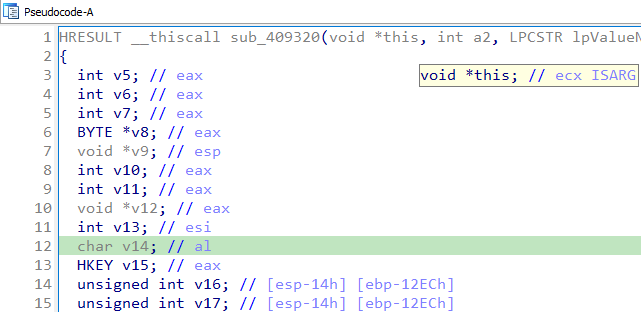 Pseudocode-A
1 HRESULT __thiscall sub_409320(void *this, int a2, LPCSTR lpValueN
2 {
3 int v5; // eax
void *this; // ecx ISARG
4 int v6; // eax
5 int v7; // eax
6 BYTE *v8; // eax
7 void *v9; // esp
8 int v10; // eax
9 int v11; // eax
10 void *v12; // eax
11 int v13; // esi
12 char v14; // al
13 HKEY v15; // eax
14 unsigned int v16; // [esp-14h] [ebp-12ECh]
15 unsigned int v17; // [esp-14h] [ebp-12ECh]